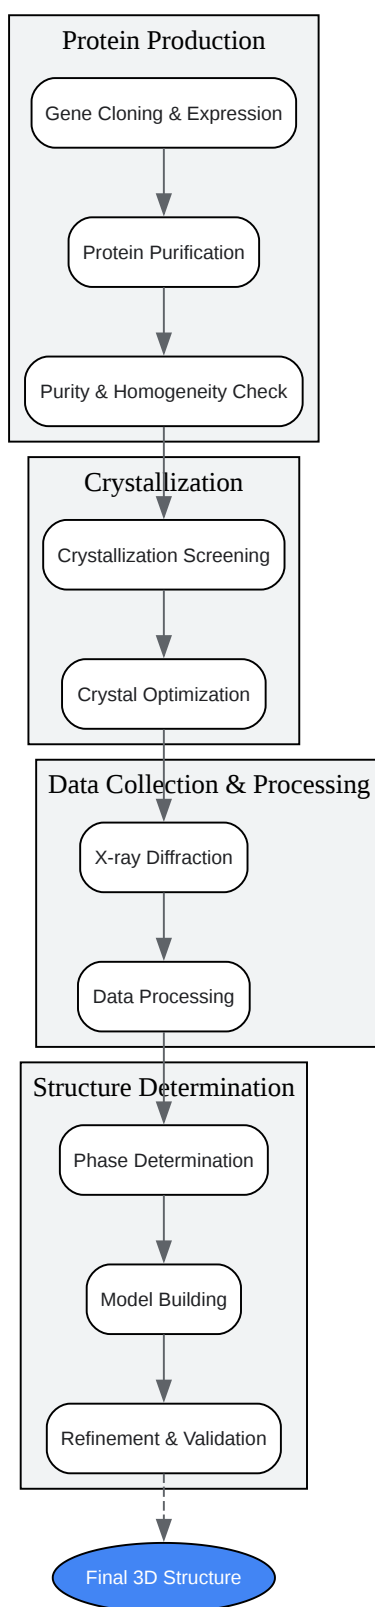 Protein Production
Gene Cloning & Expression
Protein Purification
Purity & Homogeneity Check
Crystallization
Crystallization Screening
Crystal Optimization
Data Collection & Processing
X-ray Diffraction
Data Processing
Structure Determination
Phase Determination
Model Building
Refinement & Validation
Final 3D Structure